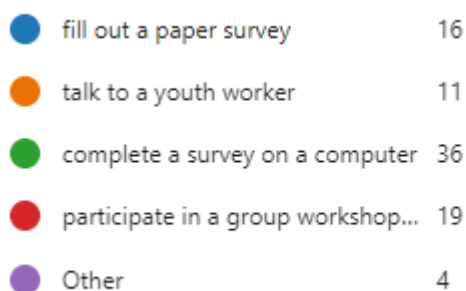 fill out a paper survey 16
talk to a youth worker 11
complete a survey on a computer 36
participate in a group workshop... 19
Other 4